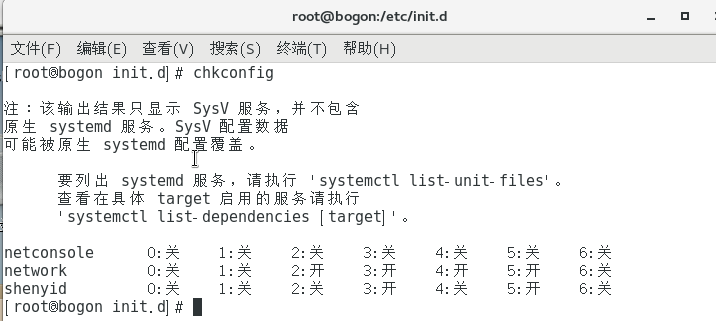 root@bogon:/etc/init.d
文件(F) 编辑(E) 查看(V) 搜索(S) 终端(T) 帮助(H)
[root@bogon init.d]# chkconfig
注：该输出结果只显示 SysV 服务，并不包含
原生 systemd 服务。SysV 配置数据
可能被原生 systemd 配置覆盖。
要列出 systemd 服务，请执行 'systemctl list-unit-files'。
查看在具体 target 启用的服务请执行
'systemctl list-dependencies [target]'。
netconsole 0:关 1:关 2:关 3:关 4:关 5:关 6:关
network 0:关 1:关 2:开 3:开 4:开 5:开 6:关
shenyid 0:关 1:关 2:关 3:开 4:关 5:开 6:关
[root@bogon init.d]#